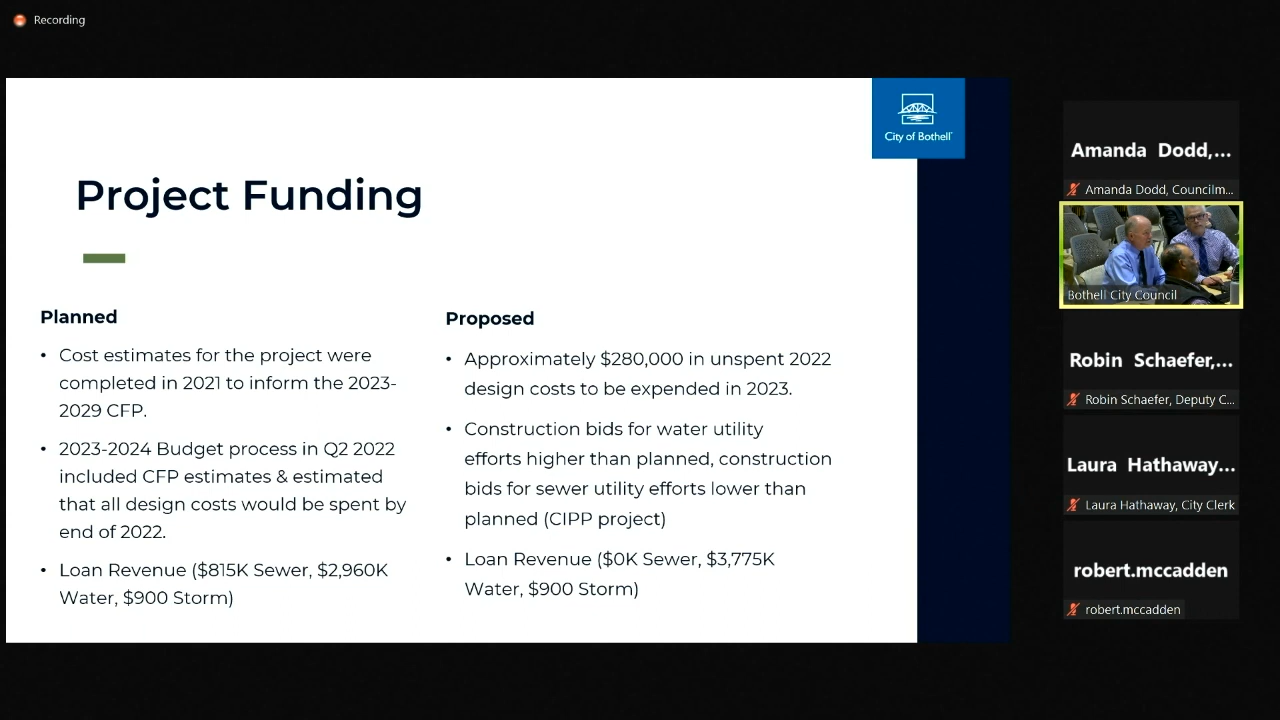 Recording
City of Bothell
Project Funding
Planned
• Cost estimates for the project were
completed in 2021 to inform the 2023-
2029 CFP.
• 2023-2024 Budget process in Q2 2022
included CFP estimates & estimated
that all design costs would be spent by
end of 2022.
• Loan Revenue ($815K Sewer, $2,960K
Water, $900 Storm)
Proposed
• Approximately $280,000 in unspent 2022
design costs to be expended in 2023.
• Construction bids for water utility
efforts higher than planned, construction
bids for sewer utility efforts lower than
planned (CIPP project)
• Loan Revenue ($0K Sewer, $3,775K
Water, $900 Storm)
Amanda Dodd,...
Amanda Dodd, Councilm...
Bothell City Council
Robin Schaefer,...
Robin Schaefer, Deputy C...
Laura Hathaway...
Laura Hathaway, City Clerk
robert.mccadden
robert.mccadden